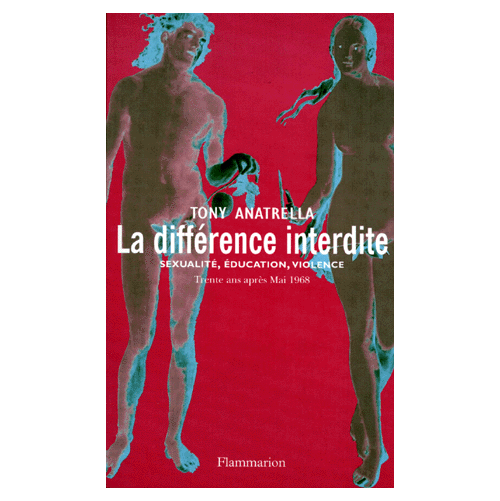 TONY ANATRELLA
La différence interdite
SEXUALITÉ, ÉDUCATION, VIOLENCE
Trente ans après Mai 1968
Flammarion